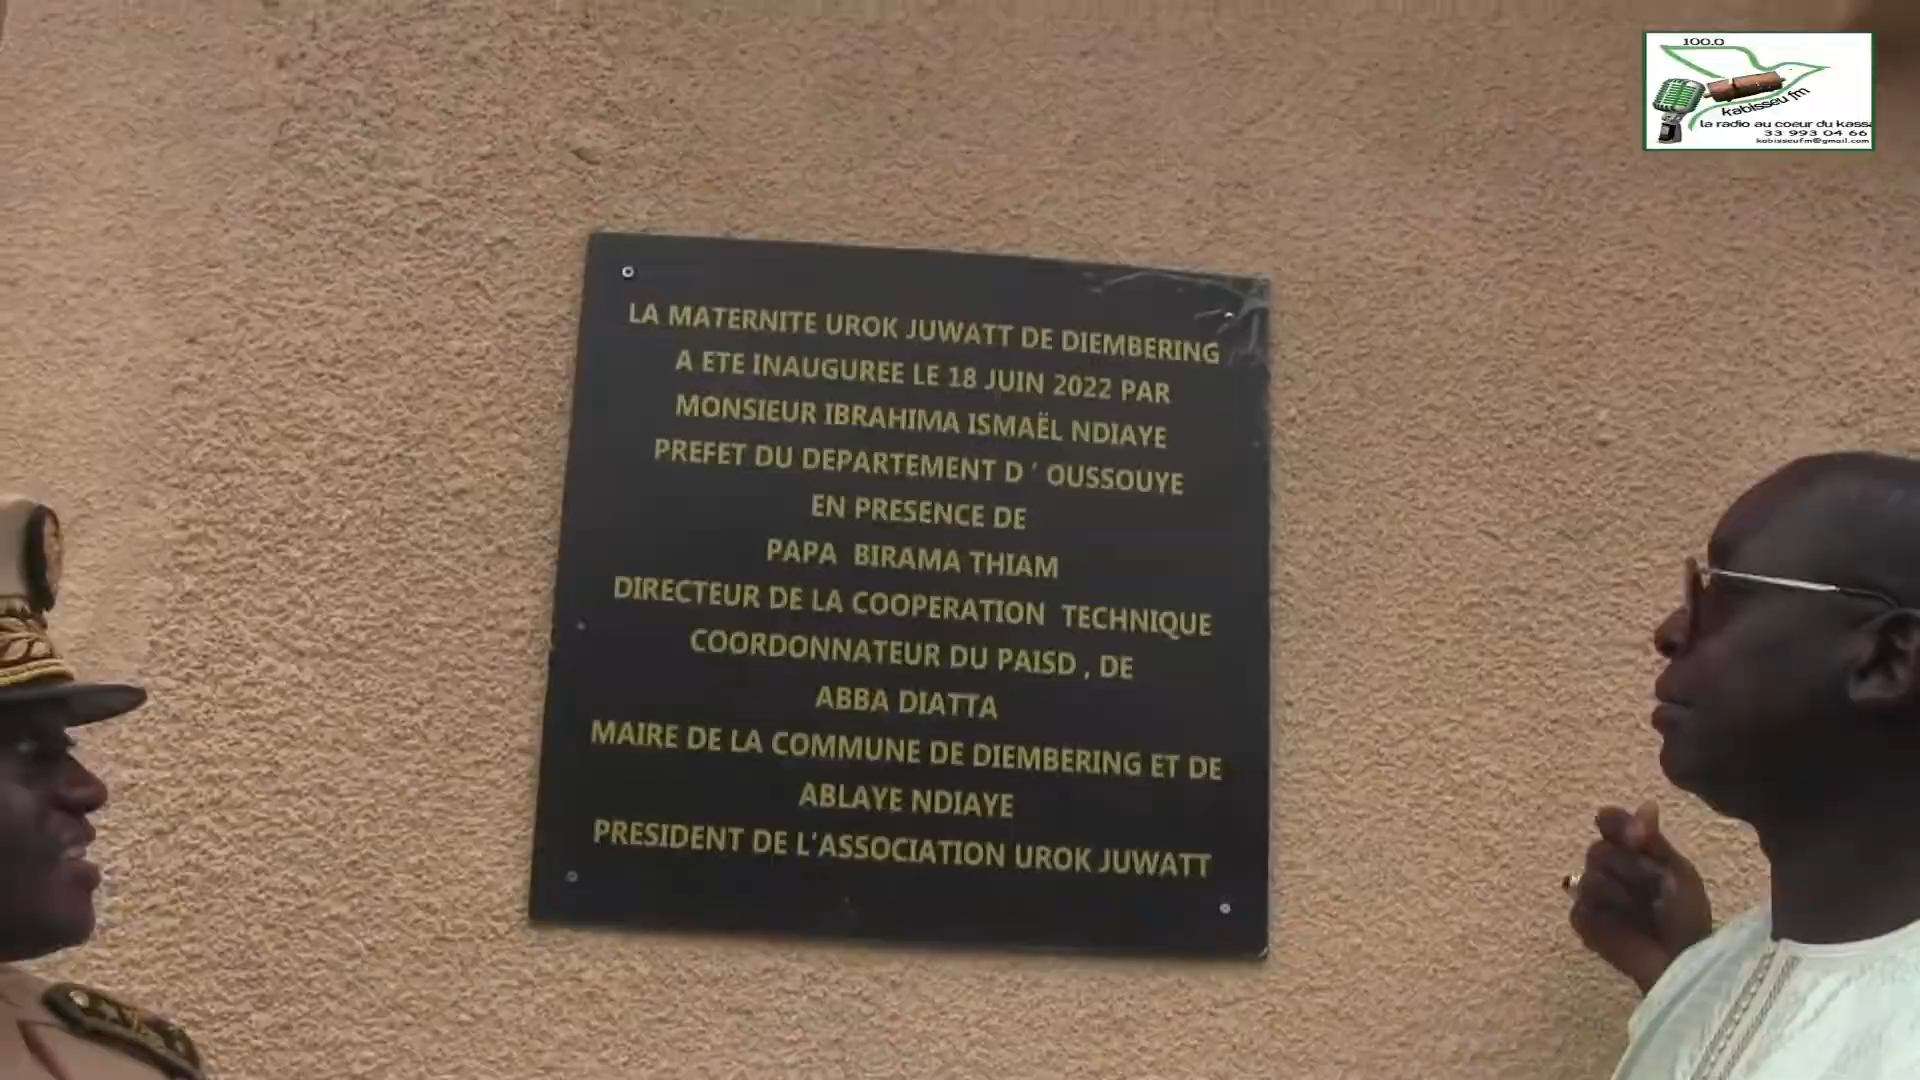 100.0
kabisseu fm
la radio au coeur du kassa
33 993 04 66
kabisseufm@gmail.com
LA MATERNITE UROK JUWATT DE DIEMBERING
A ETE INAUGUREE LE 18 JUIN 2022 PAR
MONSIEUR IBRAHIMA ISMAËL NDIAYE
PREFET DU DEPARTEMENT D ' OUSSOUYE
EN PRESENCE DE
PAPA BIRAMA THIAM
DIRECTEUR DE LA COOPERATION TECHNIQUE
COORDONNATEUR DU PAISD , DE
ABBA DIATTA
MAIRE DE LA COMMUNE DE DIEMBERING ET DE
ABLAYE NDIAYE
PRESIDENT DE L'ASSOCIATION UROK JUWATT